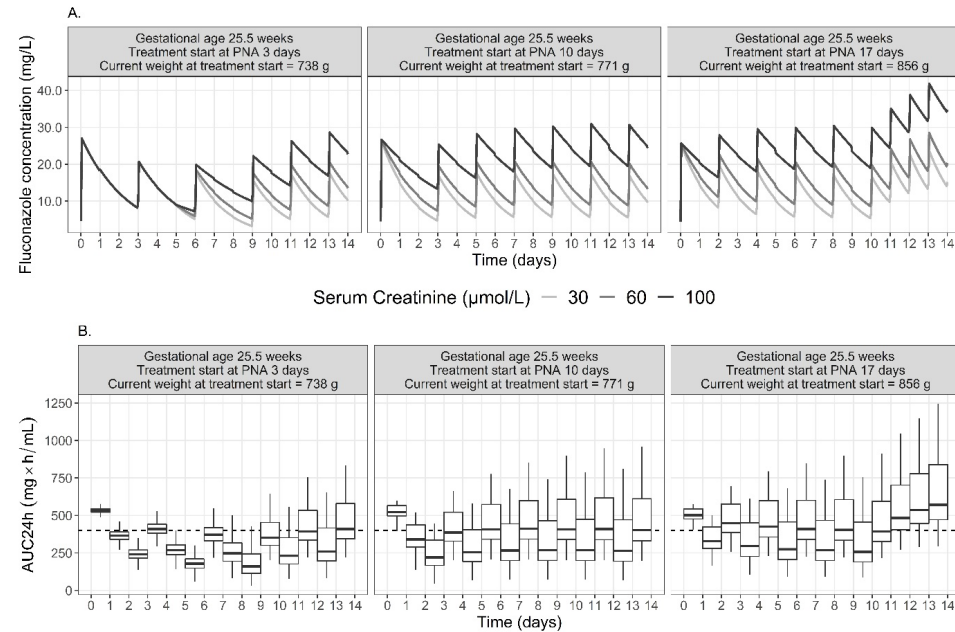 A.
Gestational age 25.5 weeks
Treatment start at PNA 3 days
Current weight at treatment start = 738 g
Gestational age 25.5 weeks
Treatment start at PNA 10 days
Current weight at treatment start = 771 g
Gestational age 25.5 weeks
Treatment start at PNA 17 days
Current weight at treatment start = 856 g
Fluconazole concentration (mg/L)
40.0
30.0
20.0
10.0
0 1 2 3 4 5 6 7 8 9 10 11 12 13 14
0 1 2 3 4 5 6 7 8 9 10 11 12 13 14
0 1 2 3 4 5 6 7 8 9 10 11 12 13 14
Time (days)
Time (days)
Serum Creatinine (µmol/L) 30 60 100
B.
Gestational age 25.5 weeks
Treatment start at PNA 3 days
Current weight at treatment start = 738 g
Gestational age 25.5 weeks
Treatment start at PNA 10 days
Current weight at treatment start = 771 g
Gestational age 25.5 weeks
Treatment start at PNA 17 days
Current weight at treatment start = 856 g
AUC24h (mg × h/mL)
1250
1000
750
500
250
0
0 1 2 3 4 5 6 7 8 9 10 11 12 13 14
0 1 2 3 4 5 6 7 8 9 10 11 12 13 14
0 1 2 3 4 5 6 7 8 9 10 11 12 13 14
Time (days)
Time (days)